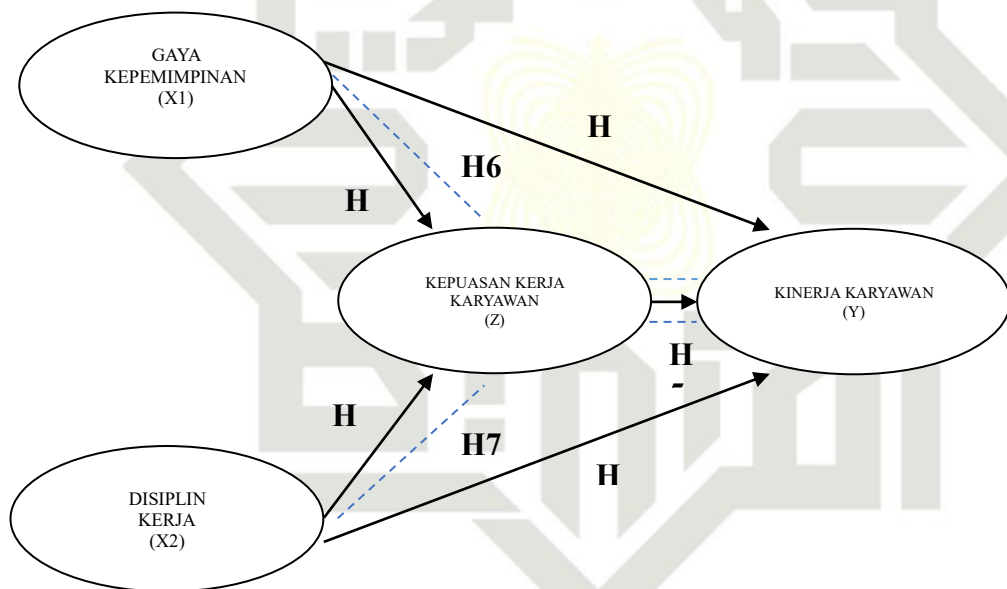 GAYA
KEPEMIMPINAN
(X1)
H
H6
H
KEPUASAN KERJA
KARYAWAN
(Z)
KINERJA KARYAWAN
(Y)
H
H
H7
H
DISIPLIN
KERJA
(X2)